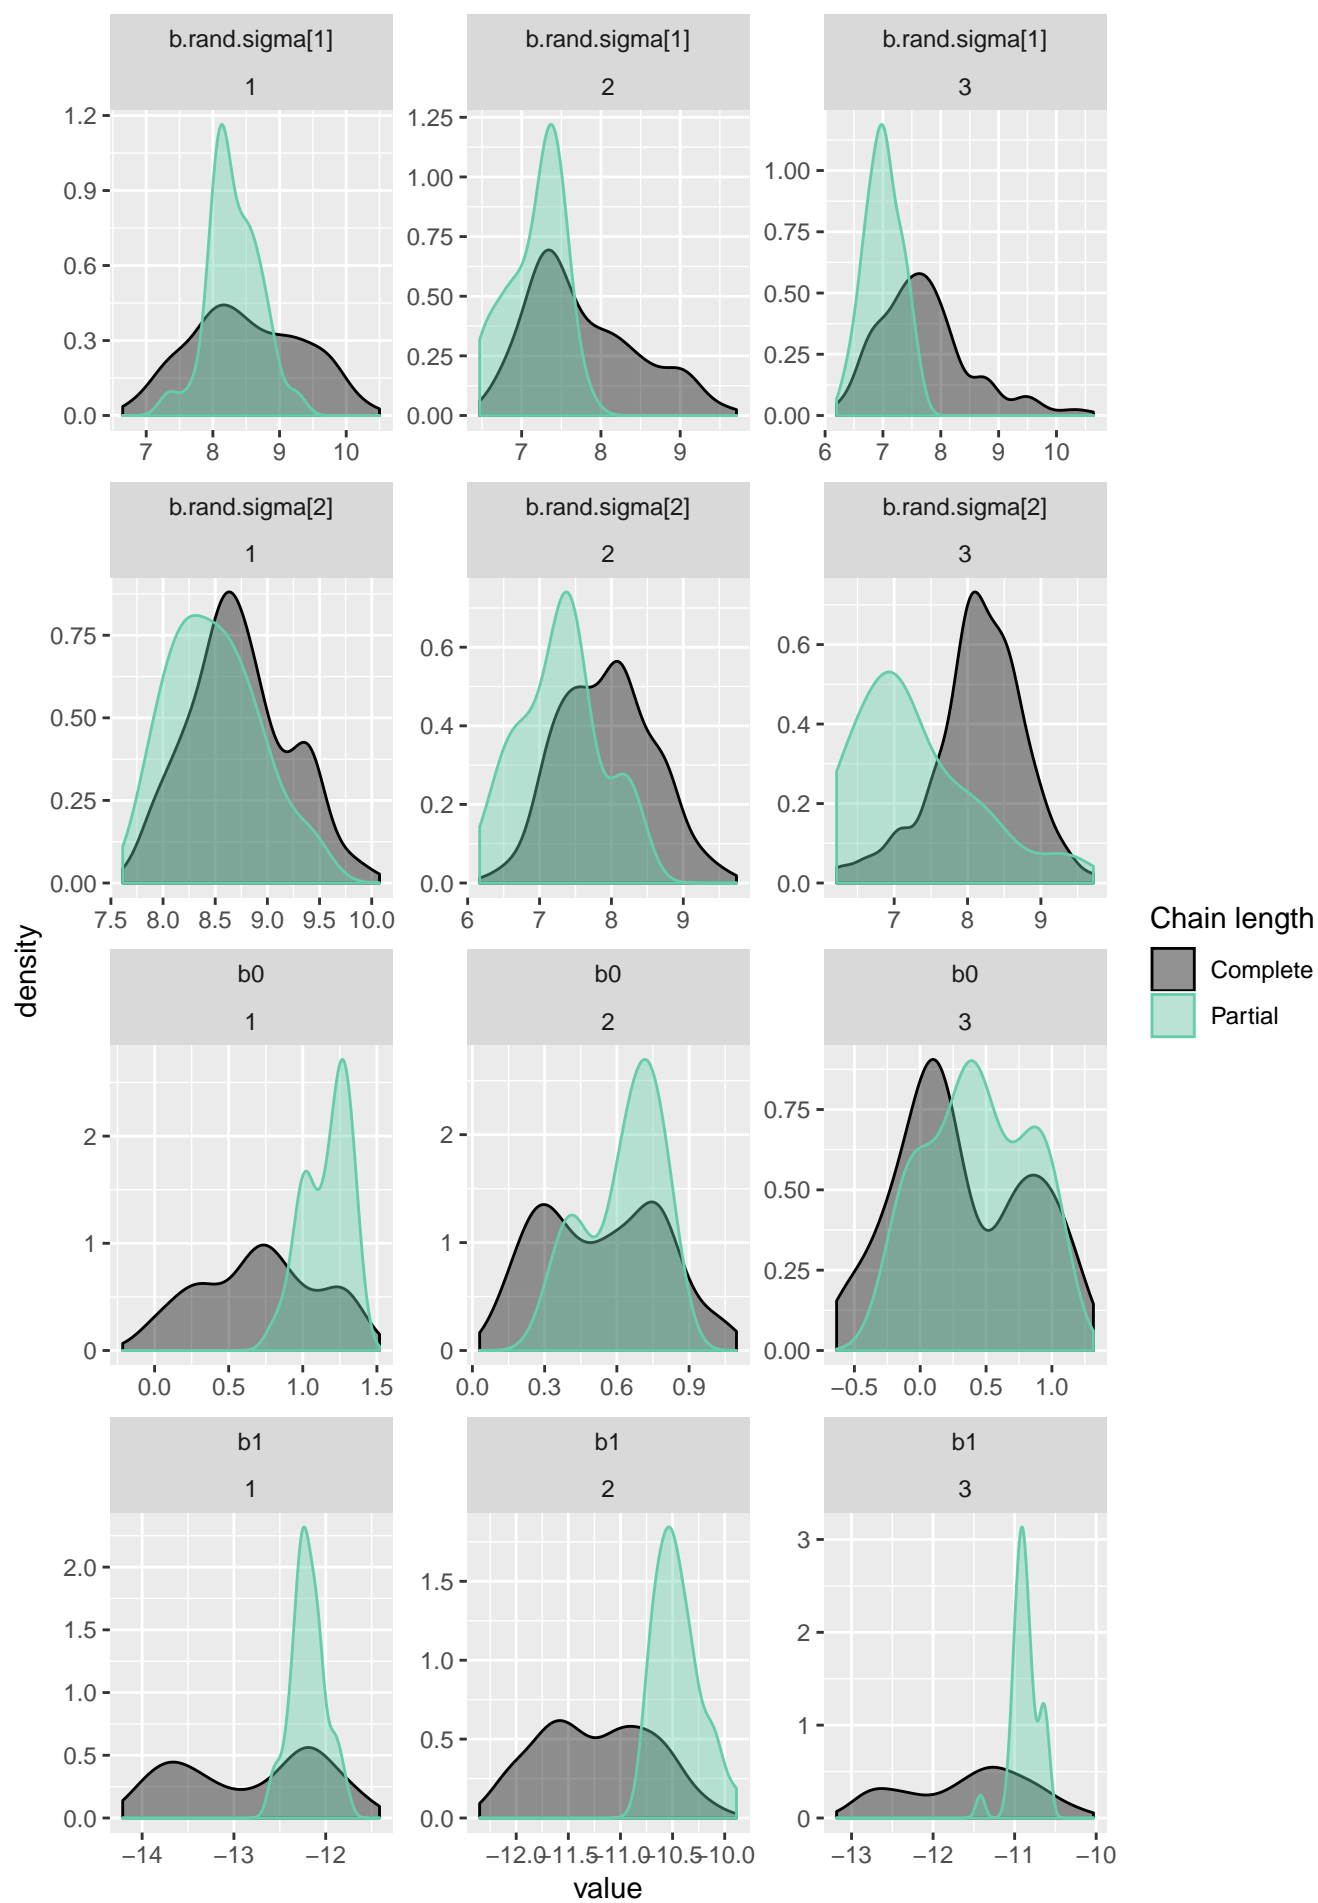 b.rand.sigma[1] b.rand.sigma[1] b.rand.sigma[1]
1 2 3
1.2 0.9 0.6 0.3 0.0
1.25 1.00 0.75 0.50 0.25 0.00
1.00 0.75 0.50 0.25 0.00
7 8 9 10
7 8 9
6 7 8 9 10
b.rand.sigma[2] b.rand.sigma[2] b.rand.sigma[2]
1 2 3
0.75 0.50 0.25 0.00
0.6 0.4 0.2 0.0
0.6 0.4 0.2 0.0
7.5 8.0 8.5 9.0 9.5 10.0
6 7 8 9
7 8 9
density
Chain length
Complete
Partial
b0 b0 b0
1 2 3
2 1 0
2 1 0
0.75 0.50 0.25 0.00
0.0 0.5 1.0 1.5
0.0 0.3 0.6 0.9
−0.5 0.0 0.5 1.0
b1 b1 b1
1 2 3
2.0 1.5 1.0 0.5 0.0
1.5 1.0 0.5 0.0
3 2 1 0
−14 −13 −12
−12.0 −11.5 −11.0 −10.5 −10.0
−13 −12 −11 −10
value